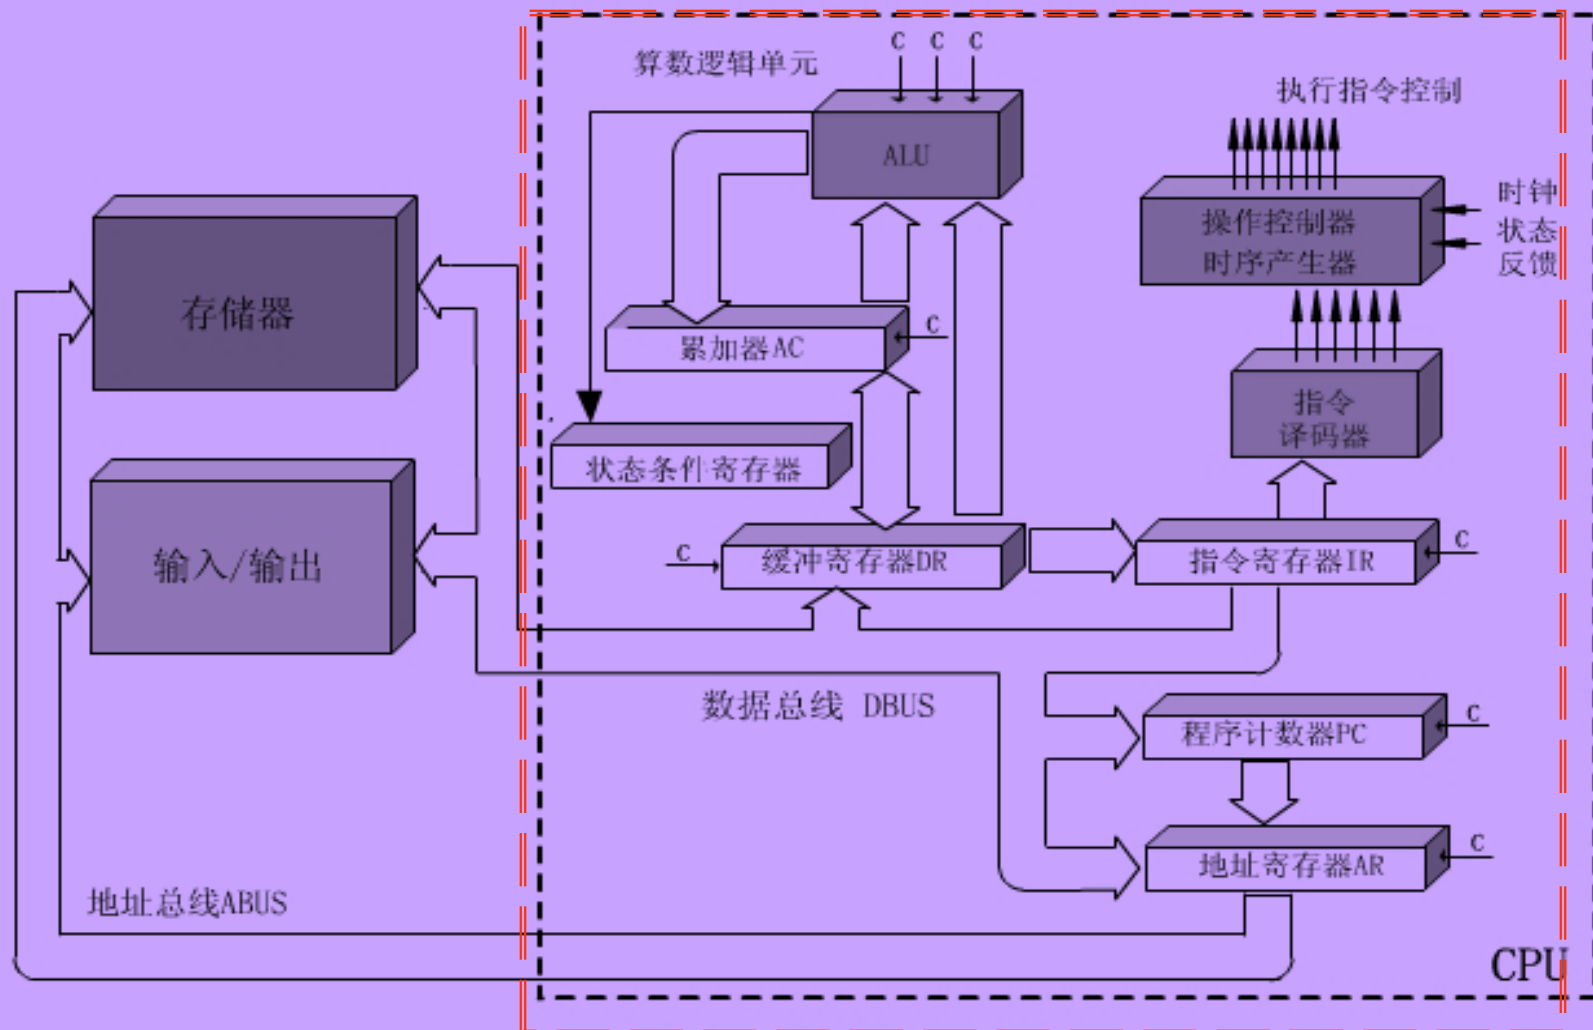 C C C
算数逻辑单元
执行指令控制
ALU
时钟
状态
反馈
操作控制器
时序产生器
存储器
C
累加器AC
指令
译码器
状态条件寄存器
输入/输出
C
缓冲寄存器DR
指令寄存器IR
C
数据总线 DBUS
程序计数器PC
C
地址寄存器AR
C
地址总线ABUS
CPU